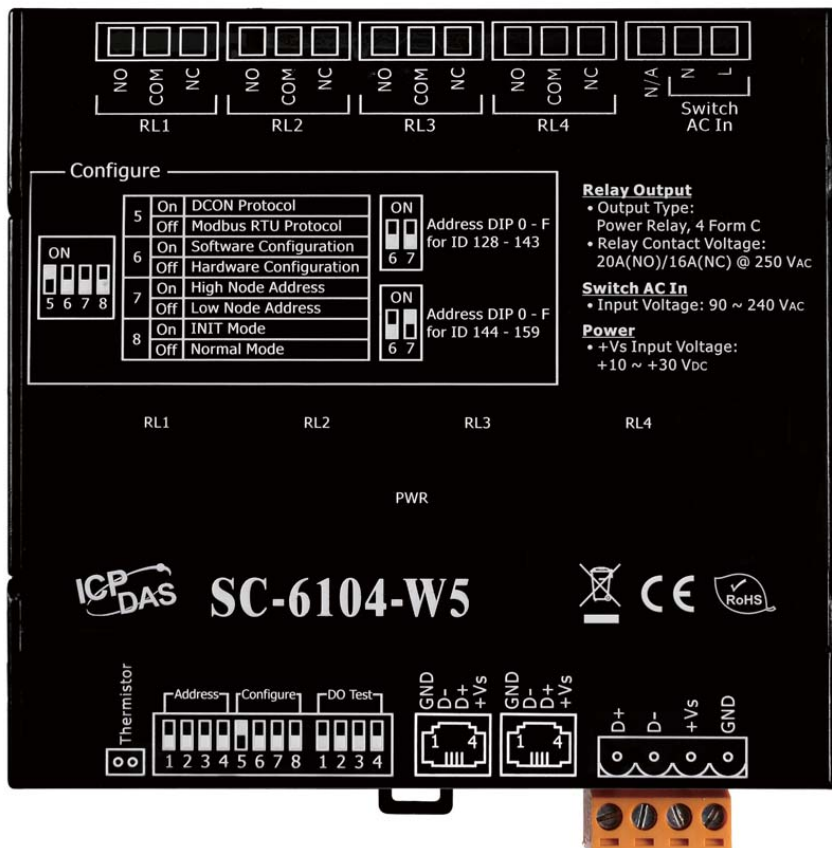 NO COM NC NO COM NC NO COM NC NO COM NC N/A N L
RL1 RL2 RL3 RL4 Switch
AC In
Configure
ON
5 6 7 8
5 On DCON Protocol
Off Modbus RTU Protocol
6 On Software Configuration
Off Hardware Configuration
7 On High Node Address
Off Low Node Address
8 On INIT Mode
Off Normal Mode
ON
6 7
Address DIP 0 - F
for ID 128 - 143
ON
6 7
Address DIP 0 - F
for ID 144 - 159
Relay Output
• Output Type:
Power Relay, 4 Form C
• Relay Contact Voltage:
20A(NO)/16A(NC) @ 250 VAC
Switch AC In
• Input Voltage: 90 ~ 240 VAC
Power
• +Vs Input Voltage:
+10 ~ +30 VDC
RL1 RL2 RL3 RL4
PWR
ICP
DAS
SC-6104-W5
CE
RoHS
Thermistor
Address Configure DO Test
1 2 3 4 5 6 7 8 1 2 3 4
GND D- D+ +Vs
1 4
GND D- D+ +Vs
1 4
D+ D- +Vs GND